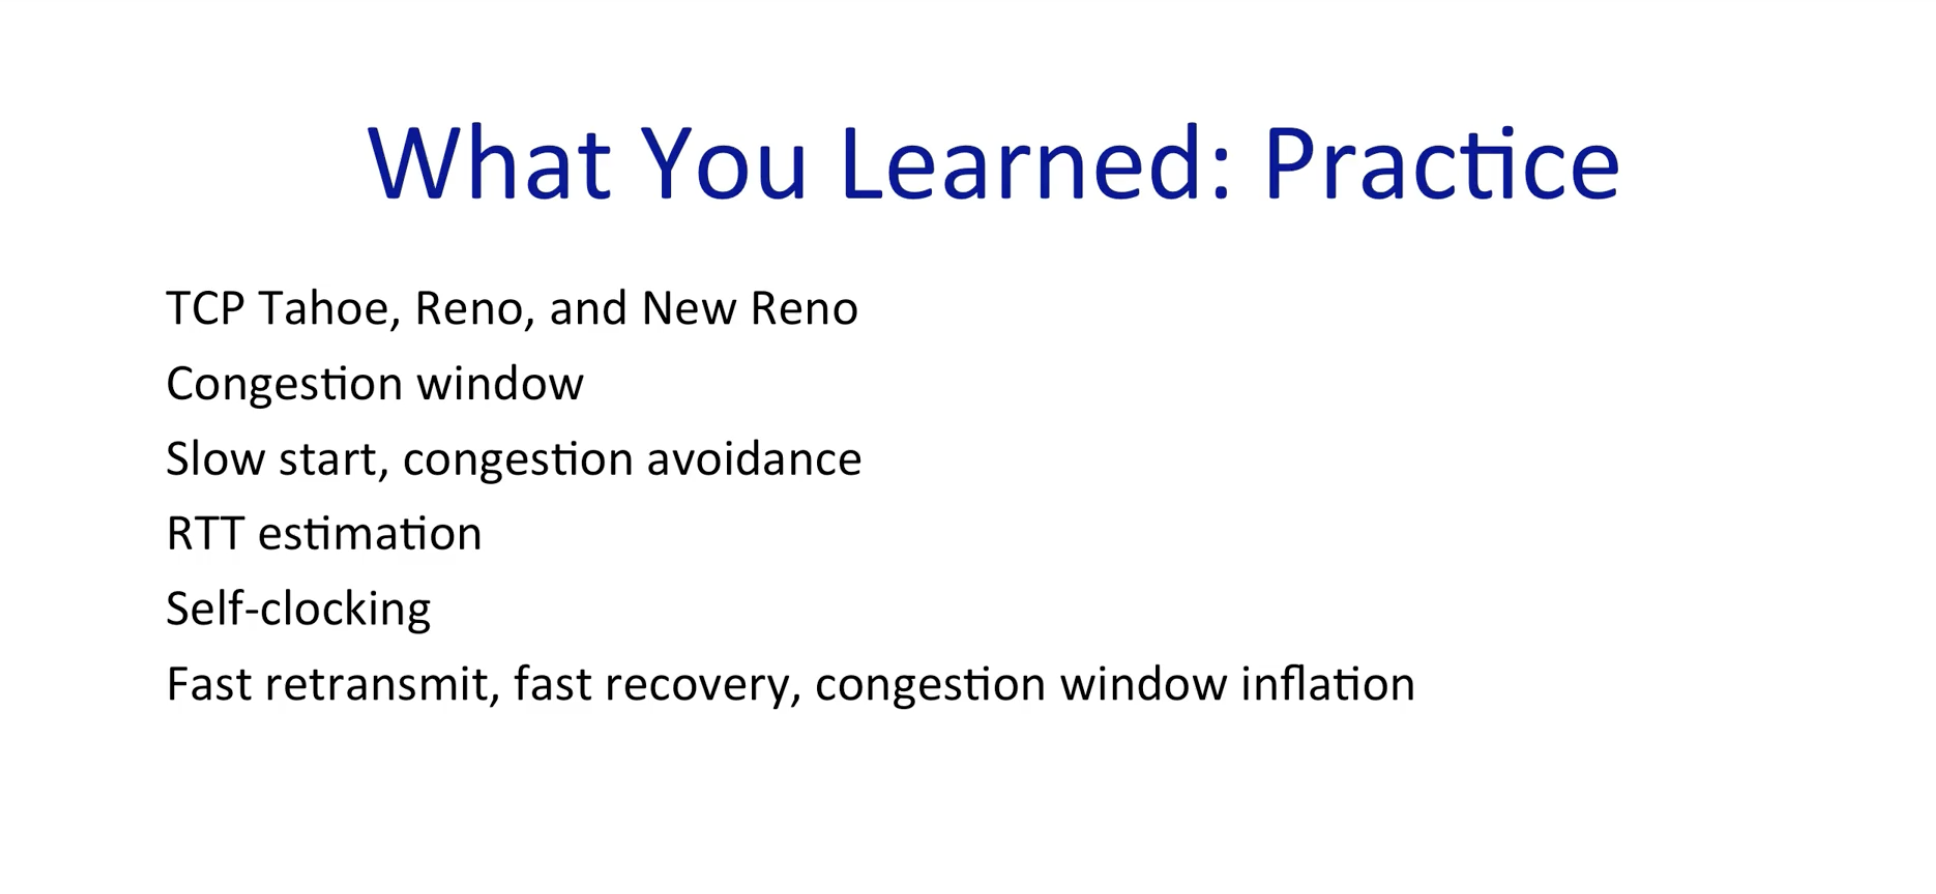 What You Learned: Practice
TCP Tahoe, Reno, and New Reno
Congestion window
Slow start, congestion avoidance
RTT estimation
Self-clocking
Fast retransmit, fast recovery, congestion window inflation